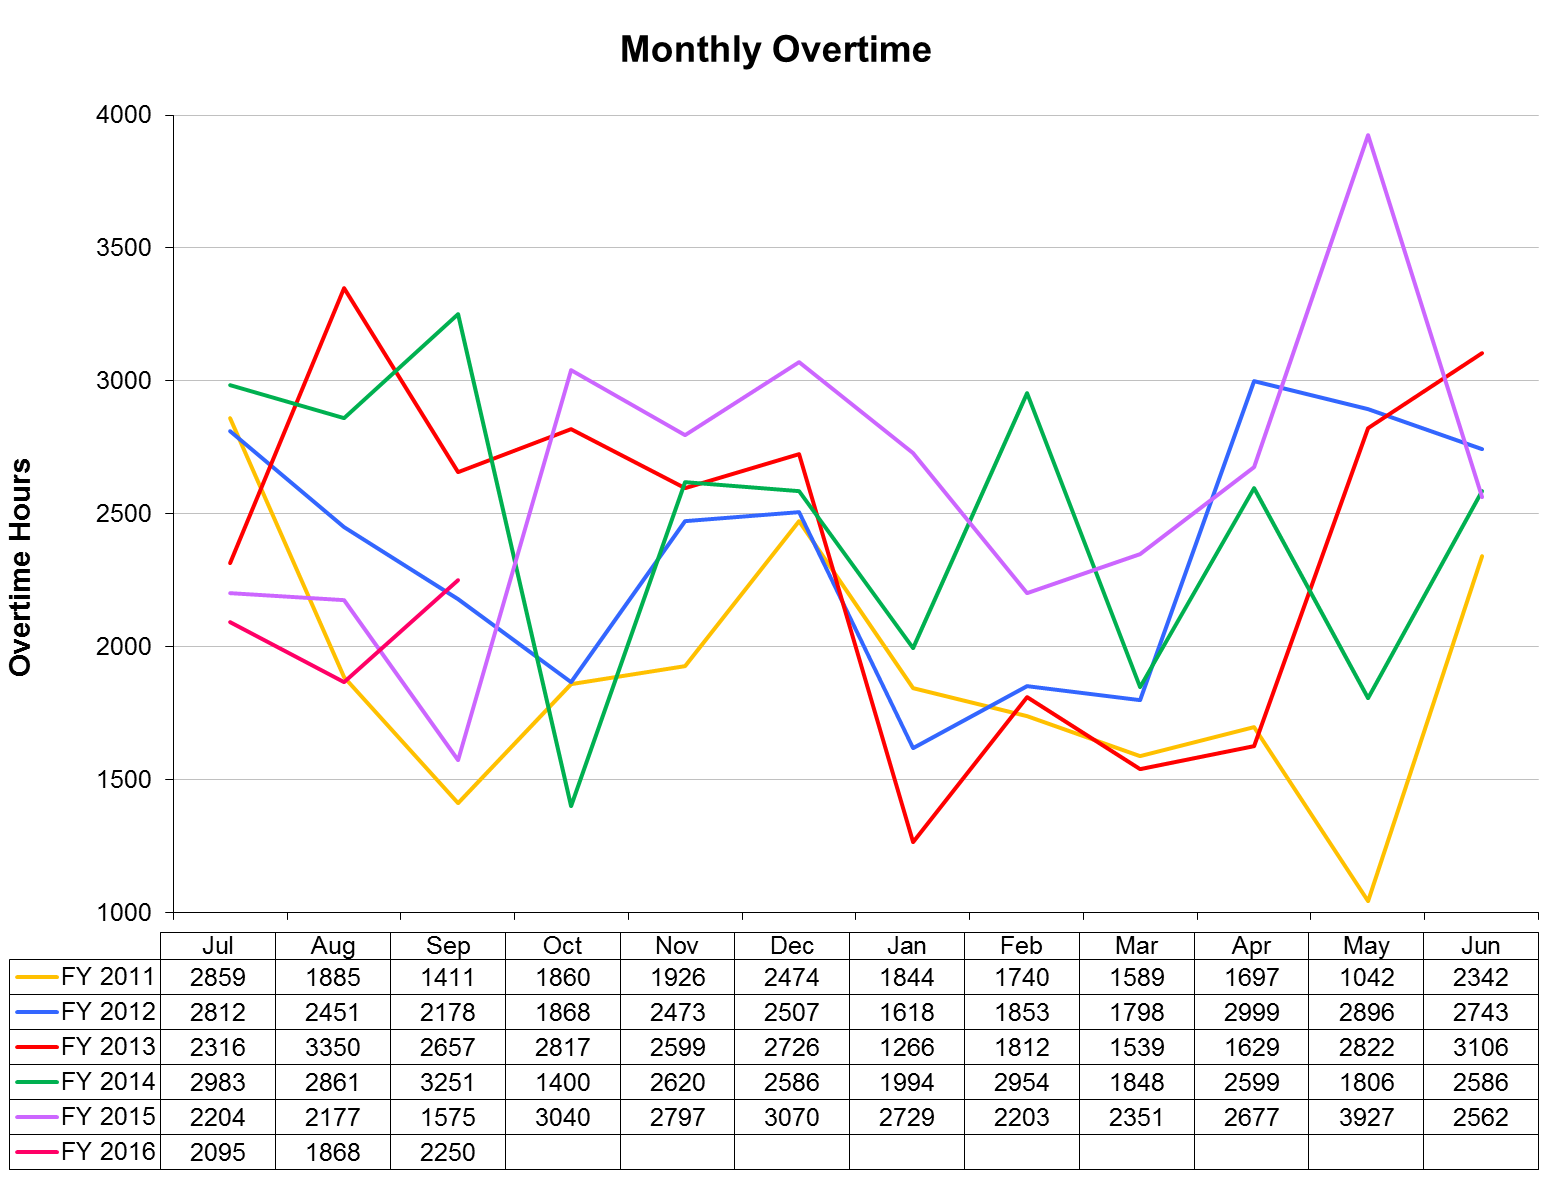 Monthly Overtime
4000
3500
3000
2500
2000
1500
1000
Overtime Hours
Jul Aug Sep Oct Nov Dec Jan Feb Mar Apr May Jun
FY 2011 2859 1885 1411 1860 1926 2474 1844 1740 1589 1697 1042 2342
FY 2012 2812 2451 2178 1868 2473 2507 1618 1853 1798 2999 2896 2743
FY 2013 2316 3350 2657 2817 2599 2726 1266 1812 1539 1629 2822 3106
FY 2014 2983 2861 3251 1400 2620 2586 1994 2954 1848 2599 1806 2586
FY 2015 2204 2177 1575 3040 2797 3070 2729 2203 2351 2677 3927 2562
FY 2016 2095 1868 2250